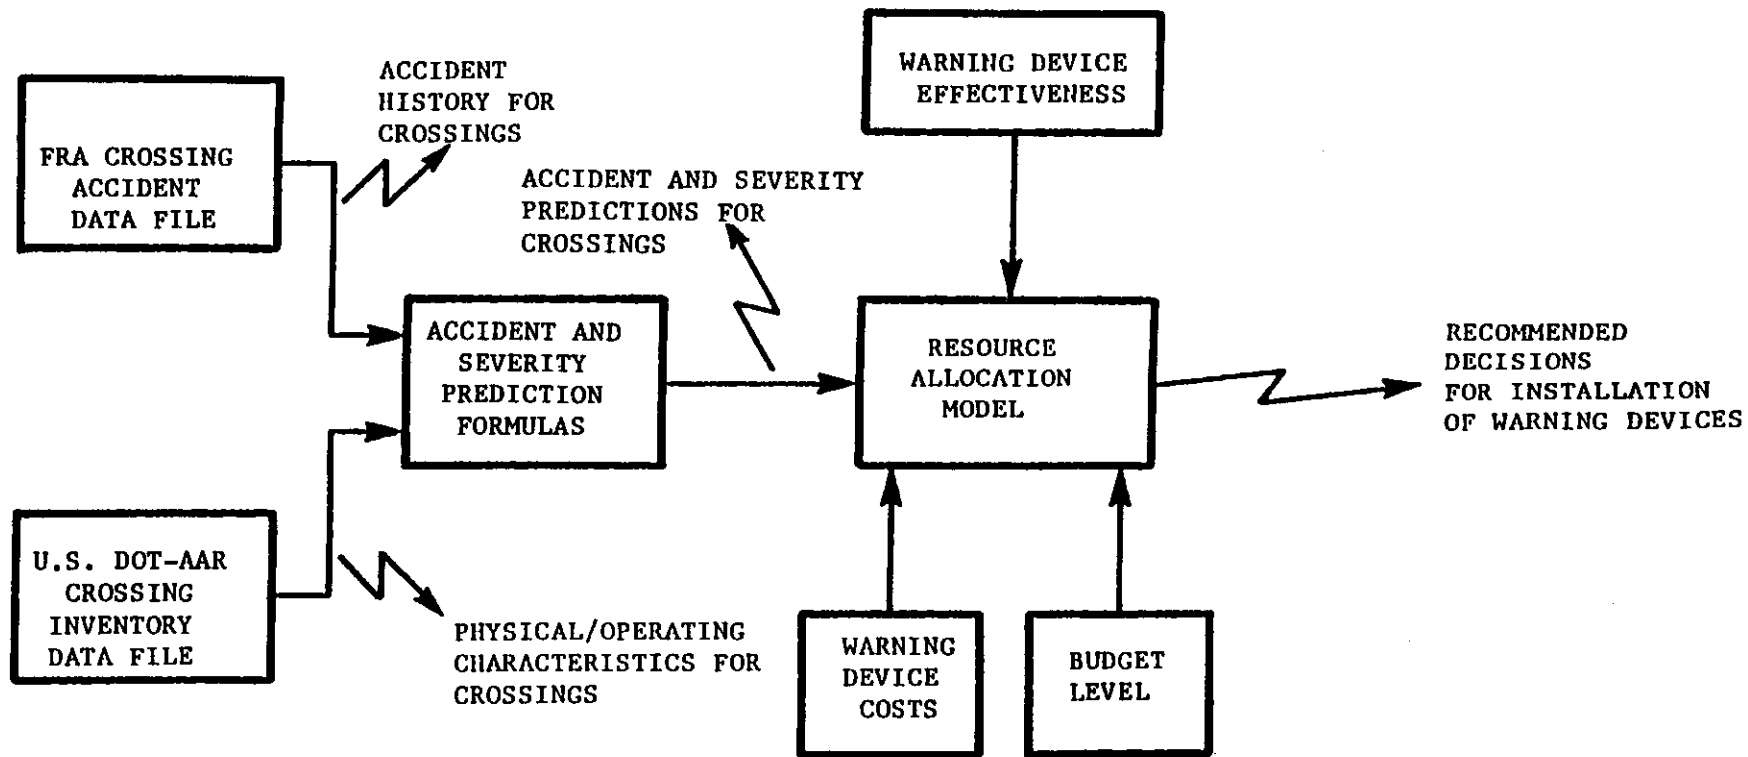 FRA CROSSING
ACCIDENT
DATA FILE
ACCIDENT
HISTORY FOR
CROSSINGS
U.S. DOT-AAR
CROSSING
INVENTORY
DATA FILE
PHYSICAL/OPERATING
CHARACTERISTICS FOR
CROSSINGS
ACCIDENT AND
SEVERITY
PREDICTION
FORMULAS
ACCIDENT AND SEVERITY
PREDICTIONS FOR
CROSSINGS
WARNING DEVICE
EFFECTIVENESS
RESOURCE
ALLOCATION
MODEL
WARNING
DEVICE
COSTS
BUDGET
LEVEL
RECOMMENDED
DECISIONS
FOR INSTALLATION
OF WARNING DEVICES